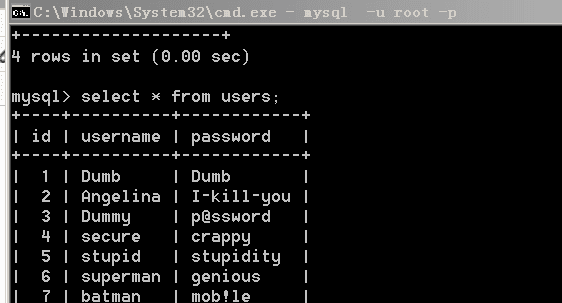 C:\Windows\System32\cmd.exe - mysql  -u root -p
+--------------------+
4 rows in set (0.00 sec)
mysql> select * from users;
+----+----------+------------+
| id | username | password   |
+----+----------+------------+
|  1 | Dumb     | Dumb       |
|  2 | Angelina | I-kill-you |
|  3 | Dummy    | p@ssword   |
|  4 | secure   | crappy     |
|  5 | stupid   | stupidity  |
|  6 | superman | genious    |
|  7 | batman   | mob!le     |